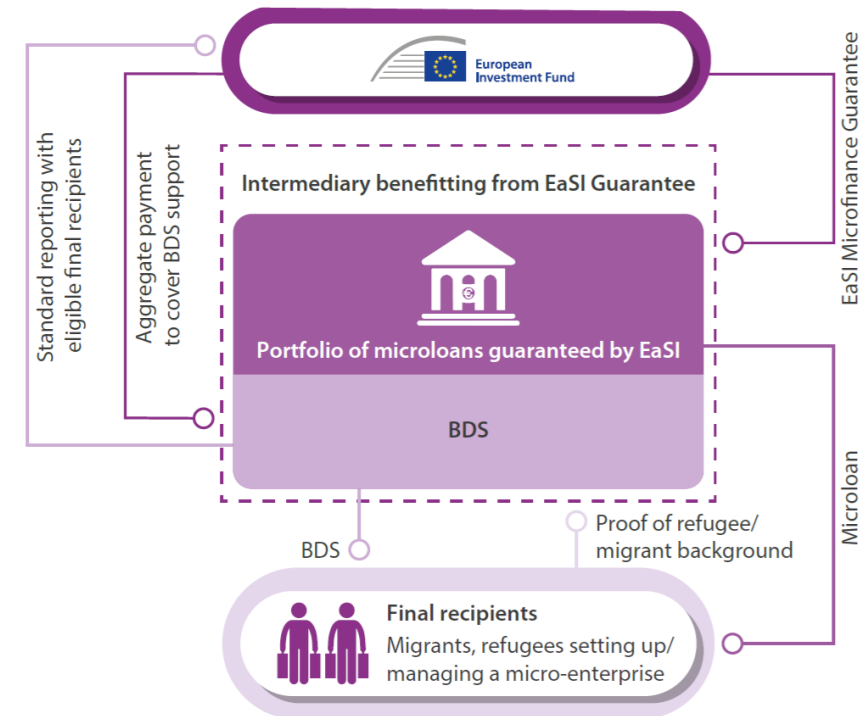 European
Investment Fund
Standard reporting with
eligible final recipients
Aggregate payment
to cover BDS support
EaSI Microfinance Guarantee
Intermediary benefitting from EaSI Guarantee
€
Portfolio of microloans guaranteed by EaSI
BDS
Microloan
BDS
Proof of refugee/
migrant background
Final recipients
Migrants, refugees setting up/
managing a micro-enterprise